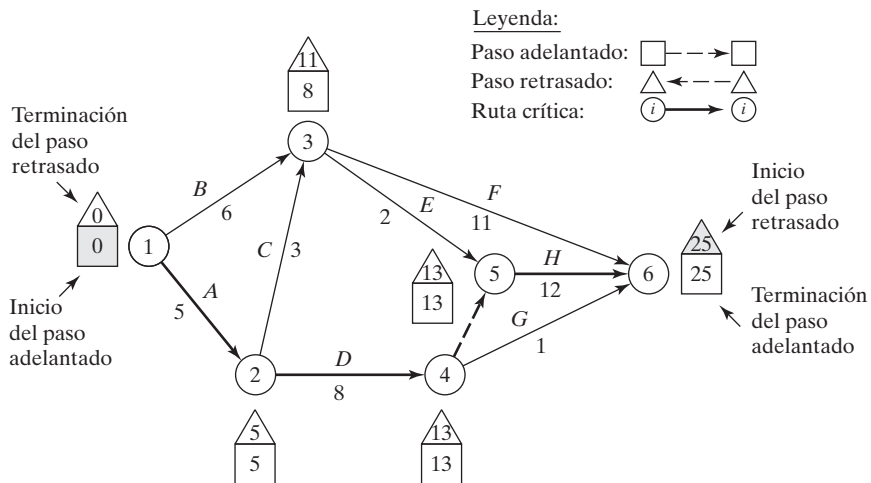 Leyenda:
Paso adelantado:
Paso retrasado:
Ruta crítica:
i
i
11
8
Terminación
del paso
retrasado
3
B
6
F
11
E
2
Inicio
del paso
retrasado
0
0
1
C
3
A
5
13
13
5
H
12
6
25
25
G
1
Inicio
del paso
adelantado
Terminación
del paso
adelantado
2
D
8
4
5
5
13
13